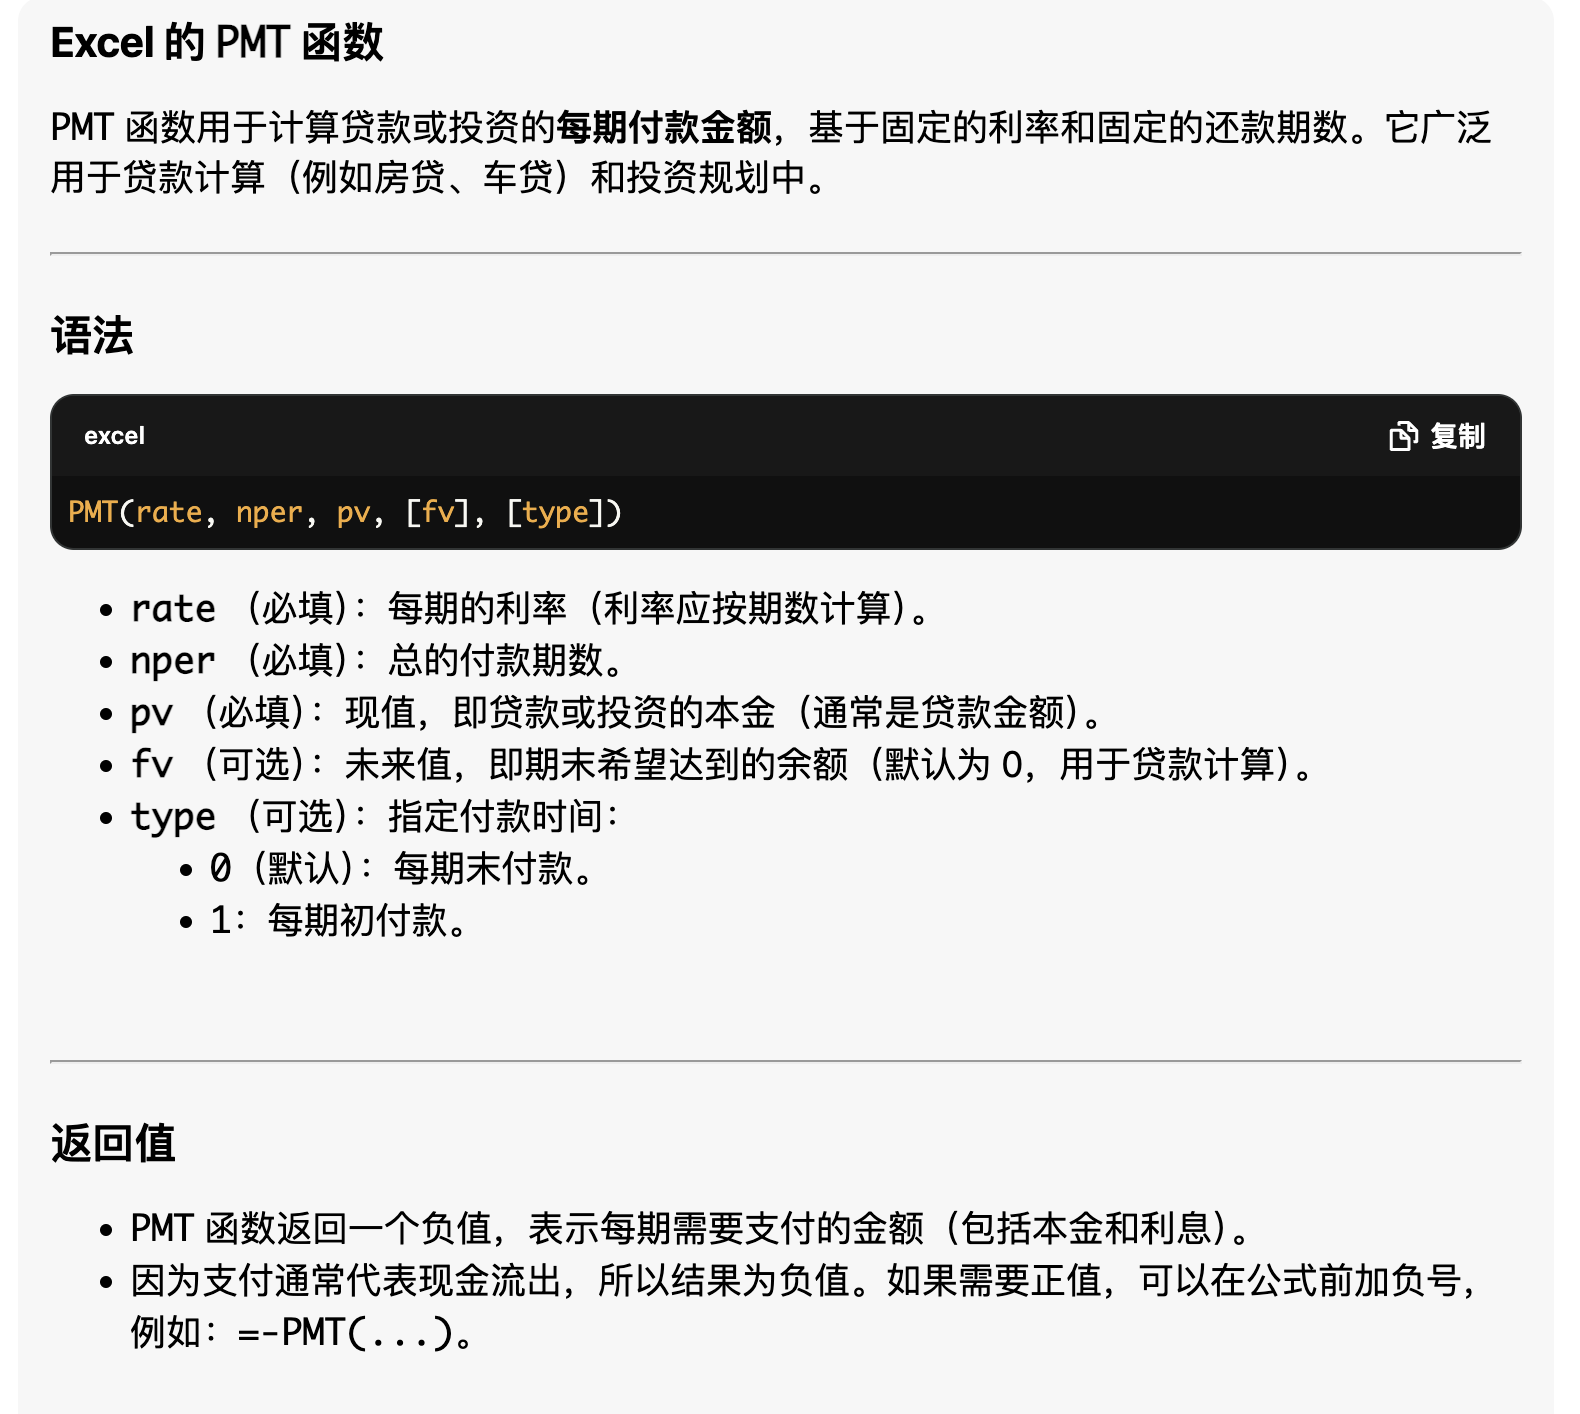 Excel 的 PMT 函数
PMT 函数用于计算贷款或投资的每期付款金额，基于固定的利率和固定的还款期数。它广泛
用于贷款计算（例如房贷、车贷）和投资规划中。
语法
excel
复制
PMT(rate, nper, pv, [fv], [type])
• rate （必填）：每期的利率（利率应按期数计算）。
• nper （必填）：总的付款期数。
• pv （必填）：现值，即贷款或投资的本金（通常是贷款金额）。
• fv （可选）：未来值，即期末希望达到的余额（默认为 0，用于贷款计算）。
• type （可选）：指定付款时间：
• 0（默认）：每期末付款。
• 1：每期初付款。
返回值
• PMT 函数返回一个负值，表示每期需要支付的金额（包括本金和利息）。
• 因为支付通常代表现金流出，所以结果为负值。如果需要正值，可以在公式前加负号，
例如：=-PMT(...)。